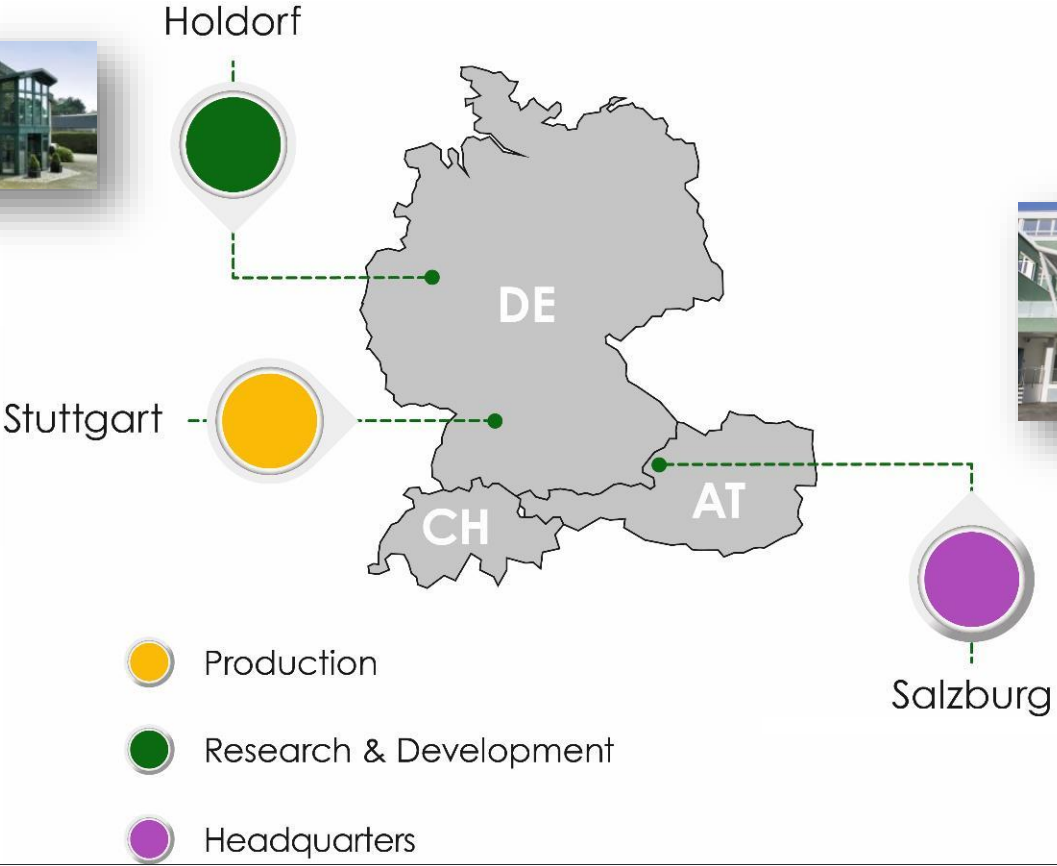 Holdorf
DE
Stuttgart
AT
CH
Production
Salzburg
Research & Development
Headquarters